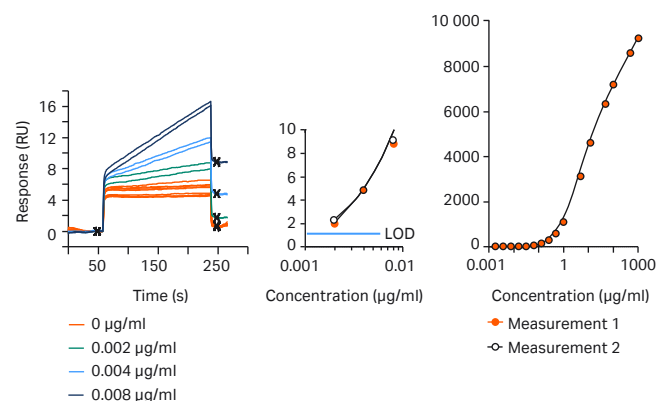 Response (RU)
16
12
8
4
0
50
150
250
Time (s)
0 µg/ml
0.002 µg/ml
0.004 µg/ml
0.008 µg/ml
10
8
6
4
2
0
LOD
0.001
0.01
Concentration (µg/ml)
10 000
8000
6000
4000
2000
0
0.001
1
1000
Concentration (µg/ml)
Measurement 1
Measurement 2